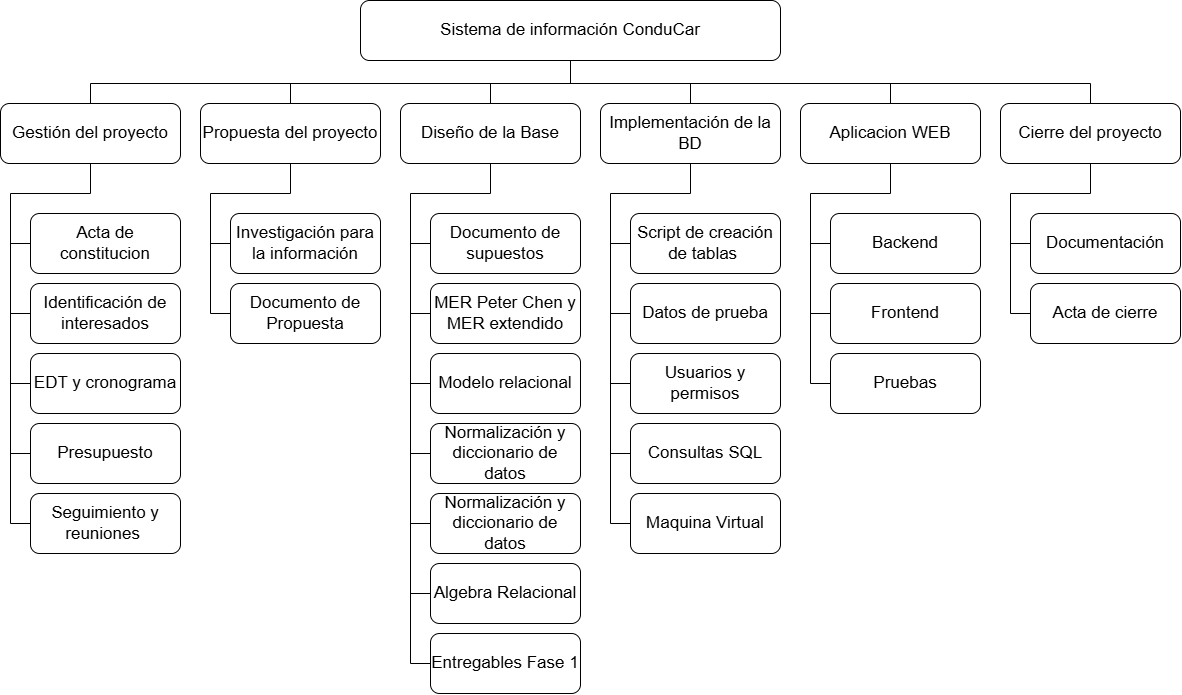 Sistema de información ConduCar
Gestión del proyecto
Propuesta del proyecto
Diseño de la Base
Implementación de la
BD
Aplicacion WEB
Cierre del proyecto
Acta de
constitucion
Identificación de
interesados
EDT y cronograma
Presupuesto
Seguimiento y
reuniones
Investigación para
la información
Documento de
Propuesta
Documento de
supuestos
MER Peter Chen y
MER extendido
Modelo relacional
Normalización y
diccionario de
datos
Normalización y
diccionario de
datos
Algebra Relacional
Entregables Fase 1
Script de creación
de tablas
Datos de prueba
Usuarios y
permisos
Consultas SQL
Maquina Virtual
Backend
Frontend
Pruebas
Documentación
Acta de cierre